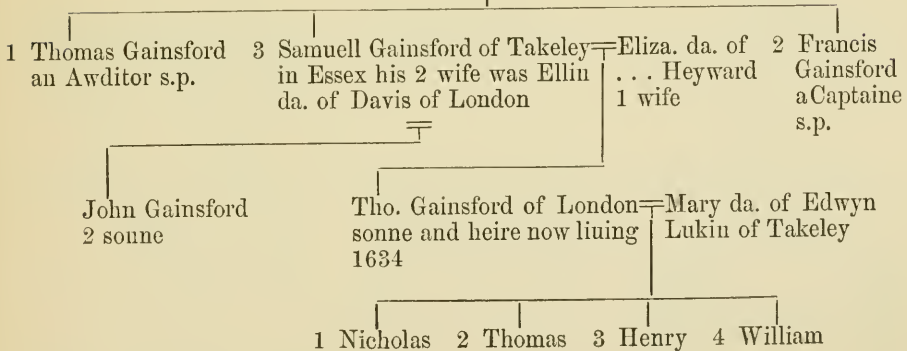 1 Thomas Gainsford
an Awditor s.p.
3 Samuell Gainsford of Takeley
in Essex his 2 wife was Ellin
da. of Davis of London
Eliza. da. of
. . . Heyward
1 wife
2 Francis
Gainsford
a Captaine
s.p.
John Gainsford
2 sonne
Tho. Gainsford of London
sonne and heire now liuing
1634
Mary da. of Edwyn
Lukin of Takeley
1 Nicholas 2 Thomas 3 Henry 4 William